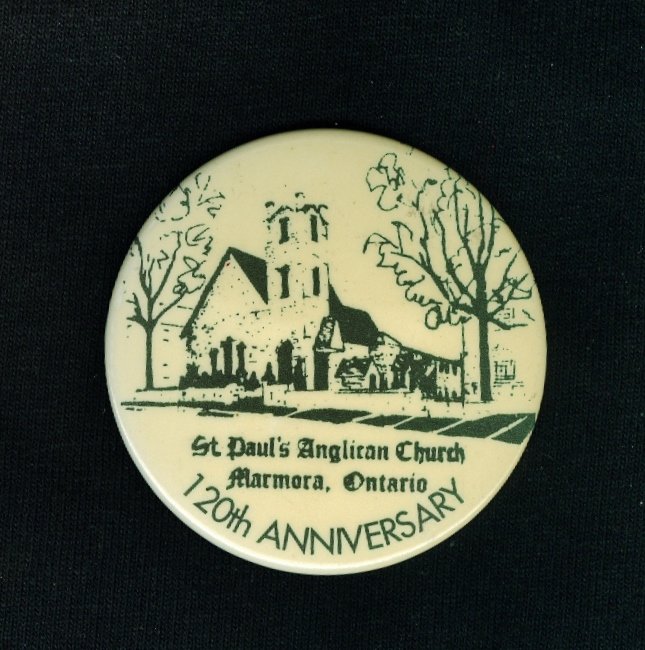 St. Paul's Anglican Church
Marmora, Ontario
120th ANNIVERSARY